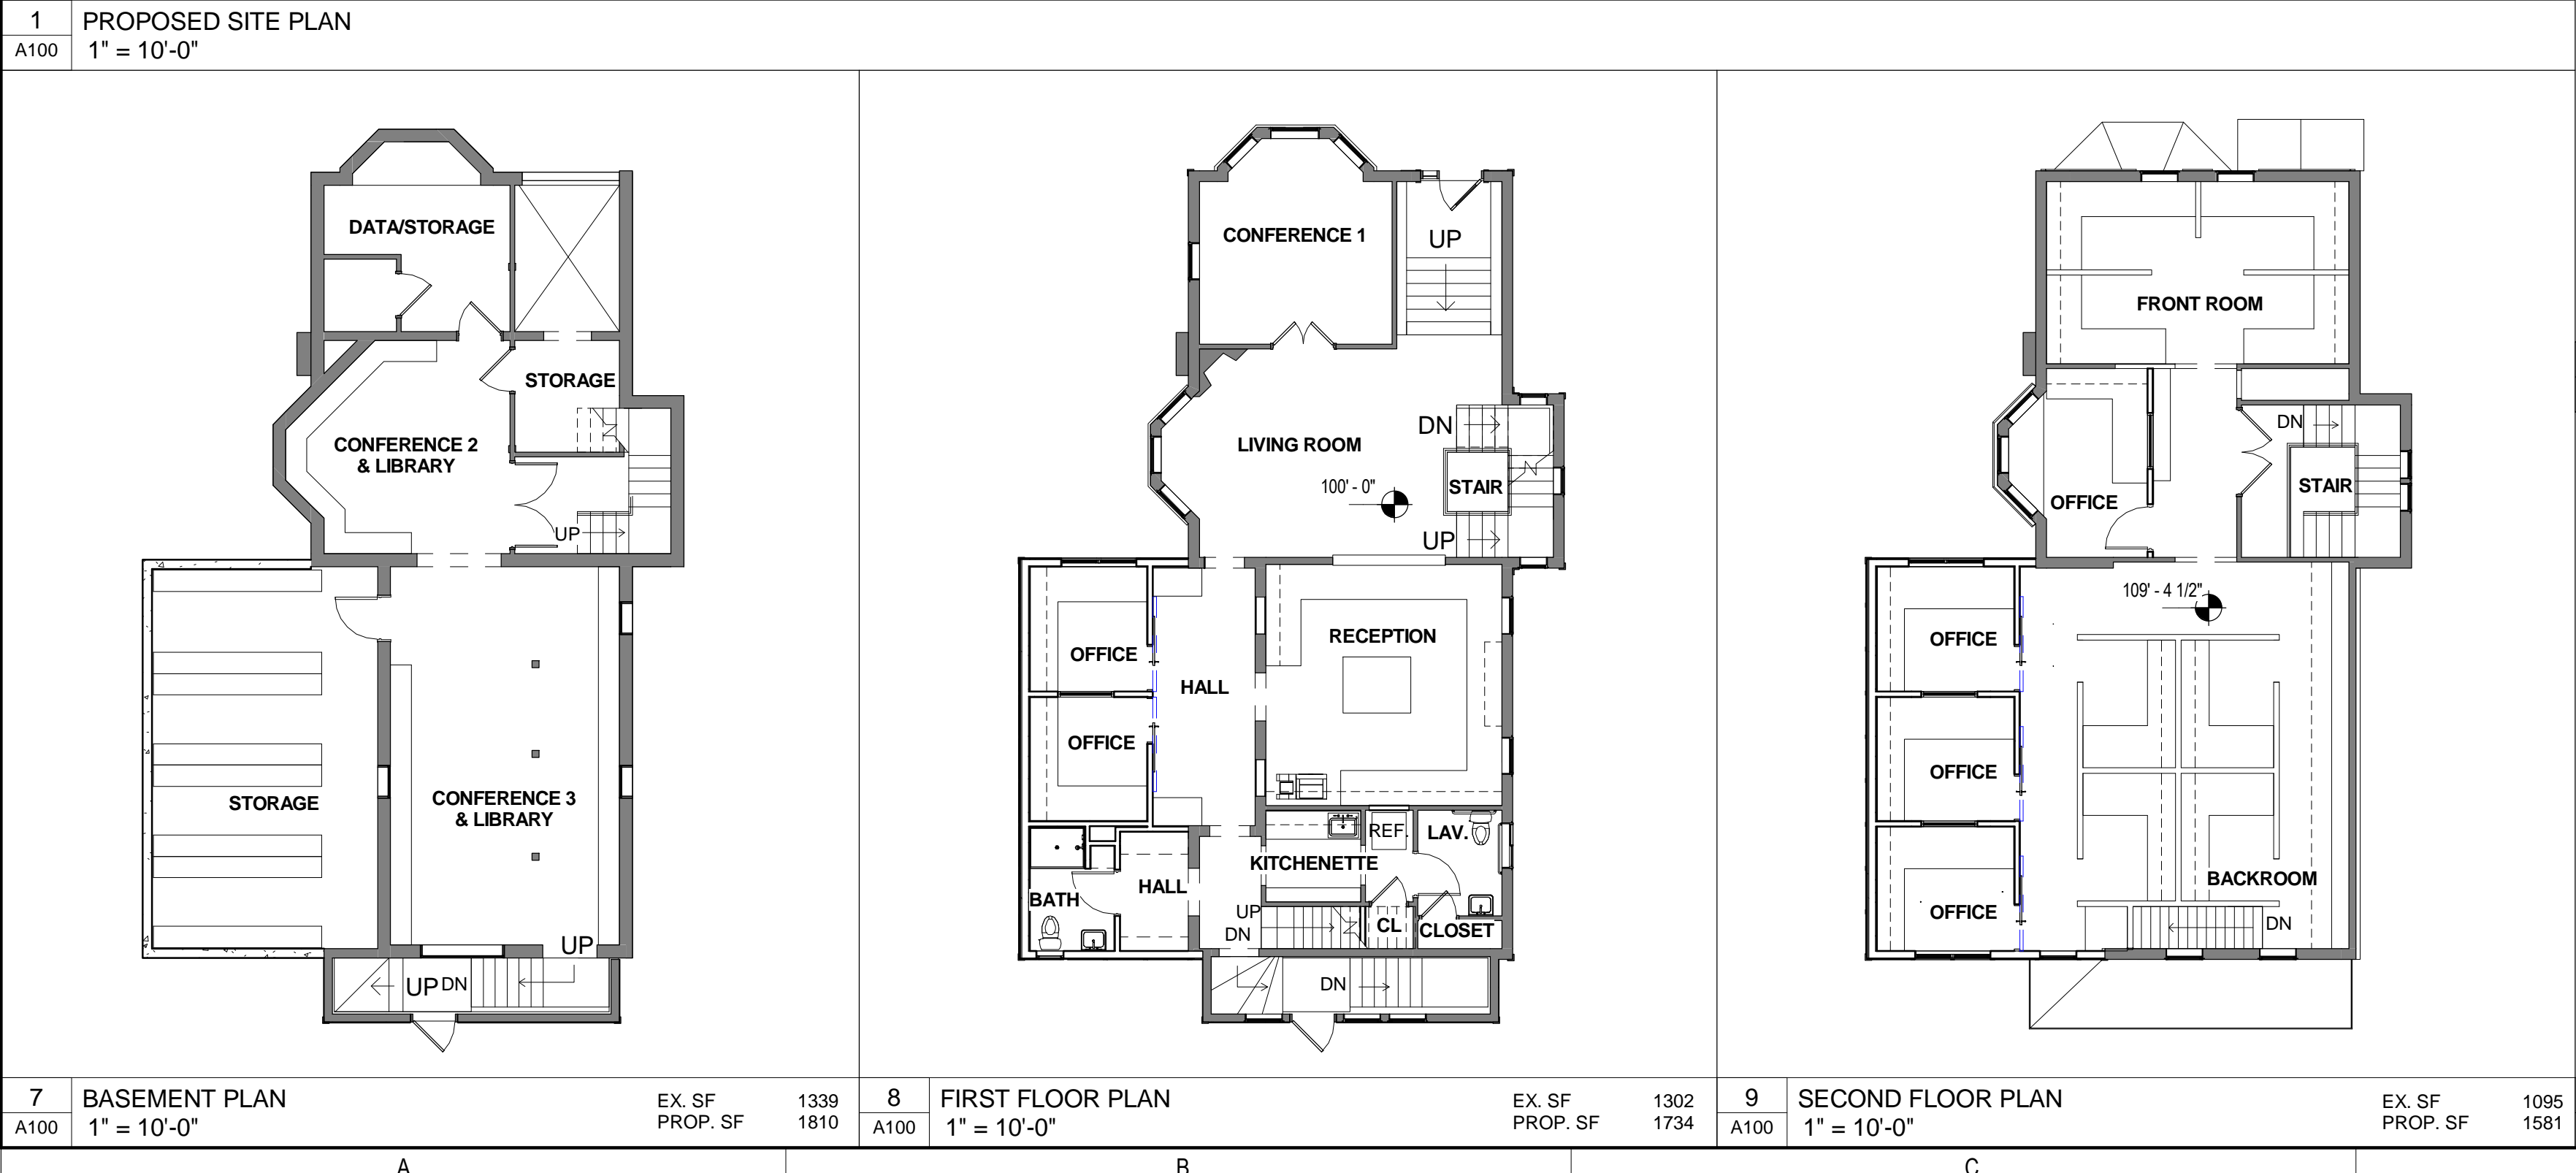 1
PROPOSED SITE PLAN
A100
1" = 10'-0"
DATA/STORAGE
STORAGE
CONFERENCE 2
& LIBRARY
UP
STORAGE
CONFERENCE 3
& LIBRARY
UP
UP
DN
7
BASEMENT PLAN
EX. SF 1339
A100
1" = 10'-0"
PROP. SF 1810
CONFERENCE 1
UP
DN
LIVING ROOM
100' - 0"
STAIR
UP
RECEPTION
OFFICE
HALL
OFFICE
REF.
LAV.
KITCHENETTE
HALL
BATH
UP
CL
CLOSET
DN
DN
8
FIRST FLOOR PLAN
EX. SF 1302
A100
1" = 10'-0"
PROP. SF 1734
FRONT ROOM
DN
STAIR
OFFICE
109' - 4 1/2"
OFFICE
OFFICE
BACKROOM
OFFICE
DN
9
SECOND FLOOR PLAN
EX. SF 1095
A100
1" = 10'-0"
PROP. SF 1581
A
B
C